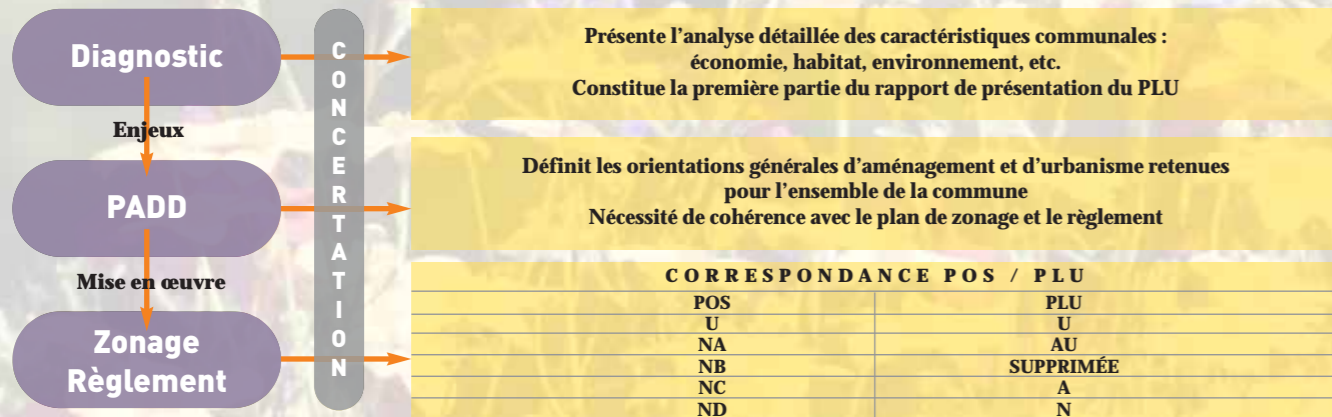 Diagnostic
Enjeux
PADD
Mise en œuvre
Zonage
Règlement
CONCERTATION
Présente l’analyse détaillée des caractéristiques communales :
économie, habitat, environnement, etc.
Constitue la première partie du rapport de présentation du PLU
Définit les orientations générales d’aménagement et d’urbanisme retenues
pour l’ensemble de la commune
Nécessité de cohérence avec le plan de zonage et le règlement
CORRESPONDANCE POS / PLU
POS PLU
U U
NA AU
NB SUPPRIMÉE
NC A
ND N